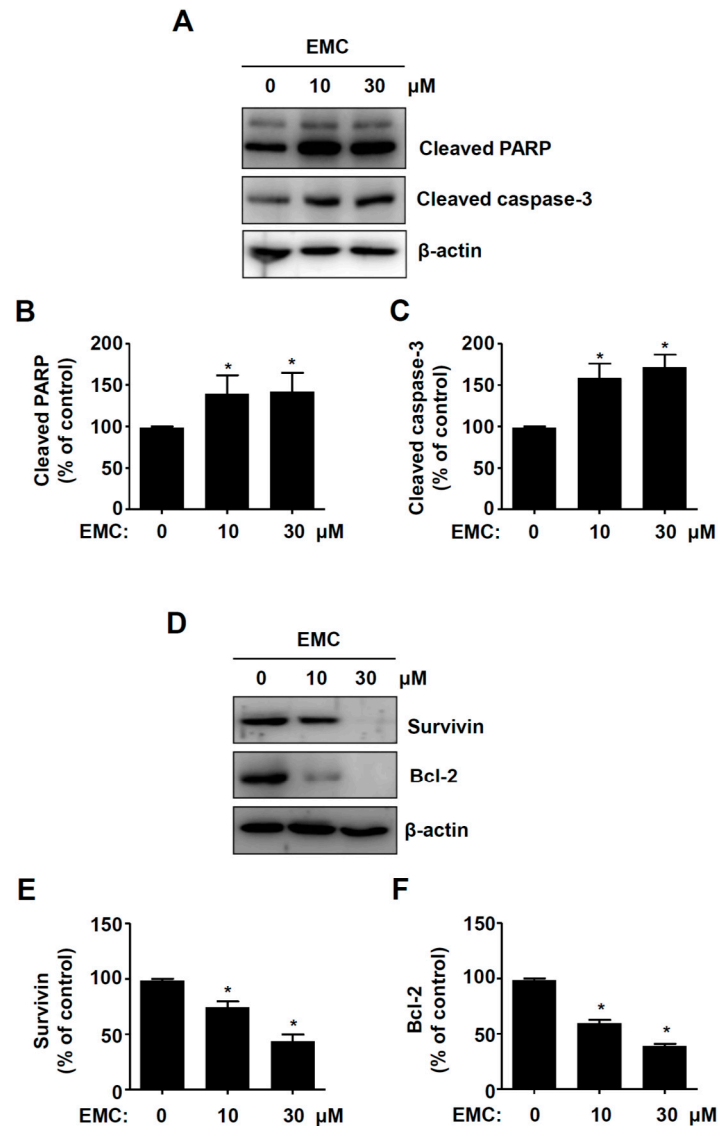 A
EMC
0 10 30 µM
Cleaved PARP
Cleaved caspase-3
β-actin
B
Cleaved PARP
(% of control)
200
150
100
50
0
* *
EMC: 0 10 30 µM
C
Cleaved caspase-3
(% of control)
200
150
100
50
0
* *
EMC: 0 10 30 µM
D
EMC
0 10 30 µM
Survivin
Bcl-2
β-actin
E
Survivin
(% of control)
150
100
50
0
* *
EMC: 0 10 30 µM
F
Bcl-2
(% of control)
150
100
50
0
* *
EMC: 0 10 30 µM